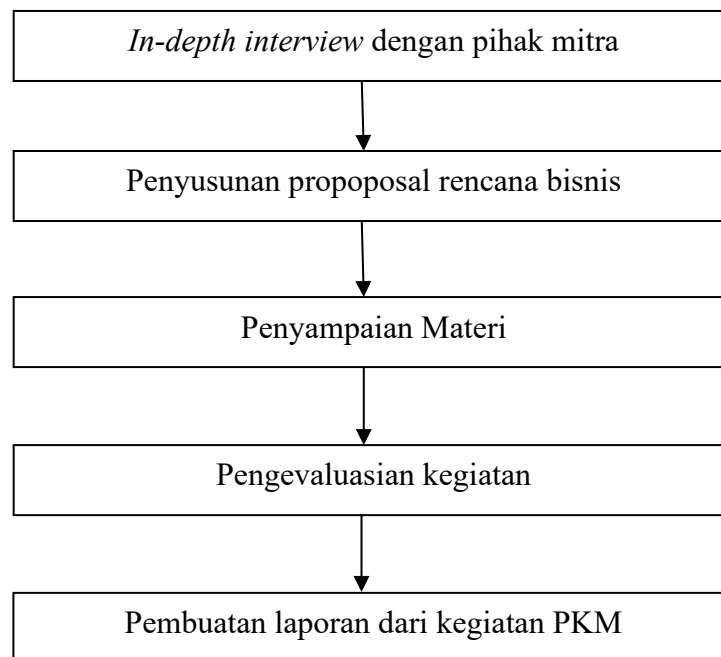 In-depth interview dengan pihak mitra
Penyusunan propoposal rencana bisnis
Penyampaian Materi
Pengevaluasian kegiatan
Pembuatan laporan dari kegiatan PKM